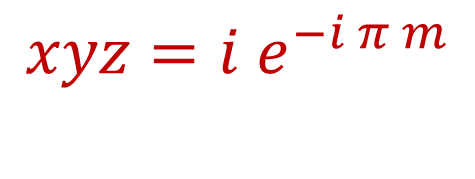 xyz = i e^{-i π m}